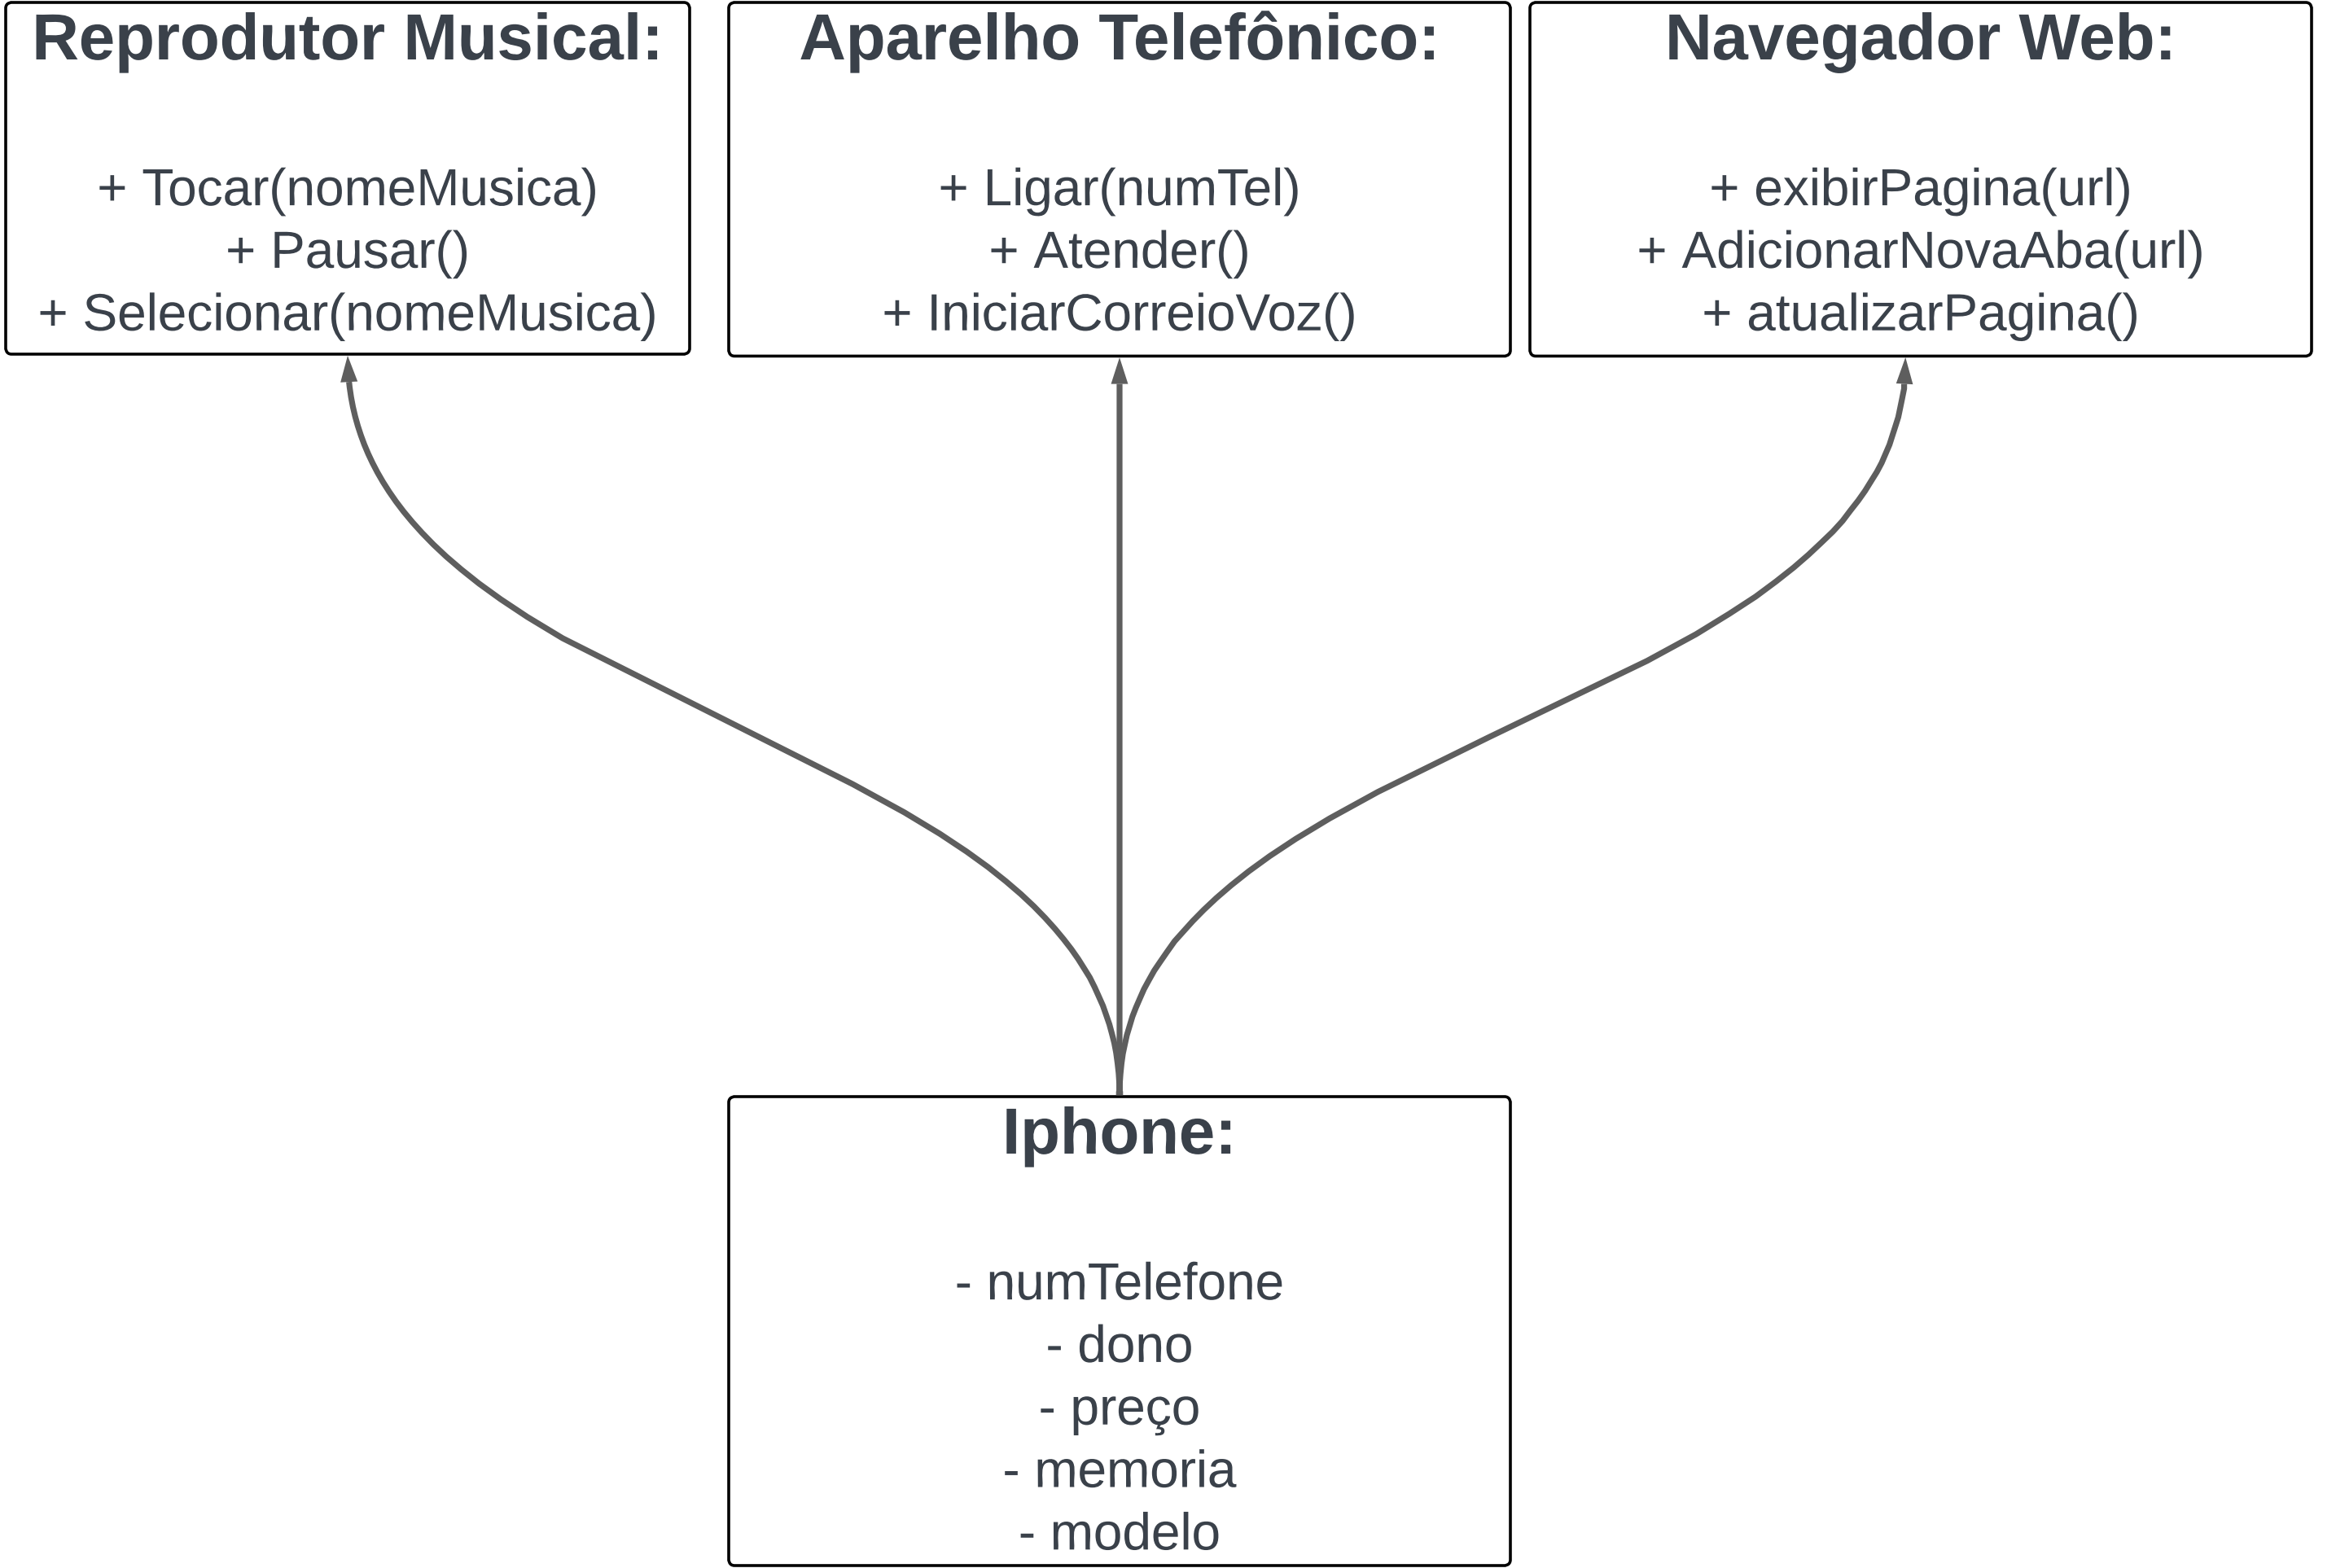 Reprodutor Musical:
+ Tocar(nomeMusica)
+ Pausar()
+ Selecionar(nomeMusica)
Aparelho Telefônico:
+ Ligar(numTel)
+ Atender()
+ IniciarCorreioVoz()
Navegador Web:
+ exibirPagina(url)
+ AdicionarNovaAba(url)
+ atualizarPagina()
Iphone:
- numTelefone
- dono
- preço
- memoria
- modelo